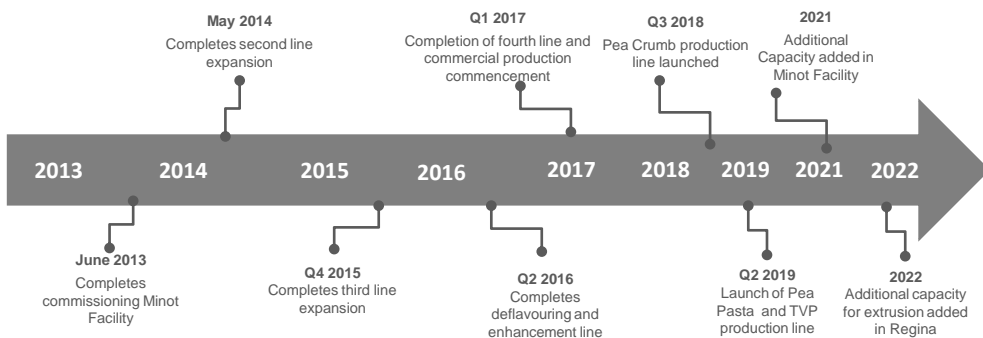 May 2014
Completes second line
expansion
Q1 2017
Completion of fourth line and
commercial production
commencement
Q3 2018
Pea Crumb production
line launched
2021
Additional
Capacity added in
Minot Facility
2013
2014
2015
2016
2017
2018
2019
2021
2022
June 2013
Completes
commissioning Minot
Facility
Q4 2015
Completes third line
expansion
Q2 2016
Completes
deflavouring and
enhancement line
Q2 2019
Launch of Pea
Pasta and TVP
production line
2022
Additional capacity
for extrusion added
in Regina